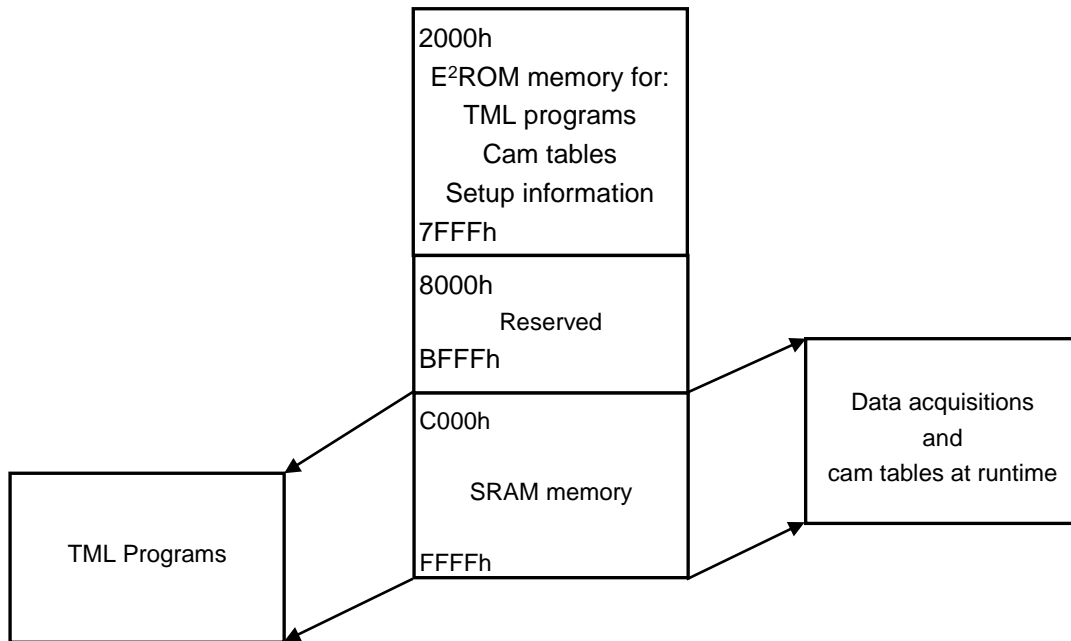 2000h
E²ROM memory for:
TML programs
Cam tables
Setup information
7FFFh
8000h
Reserved
BFFFh
C000h
SRAM memory
FFFFh
TML Programs
Data acquisitions
and
cam tables at runtime